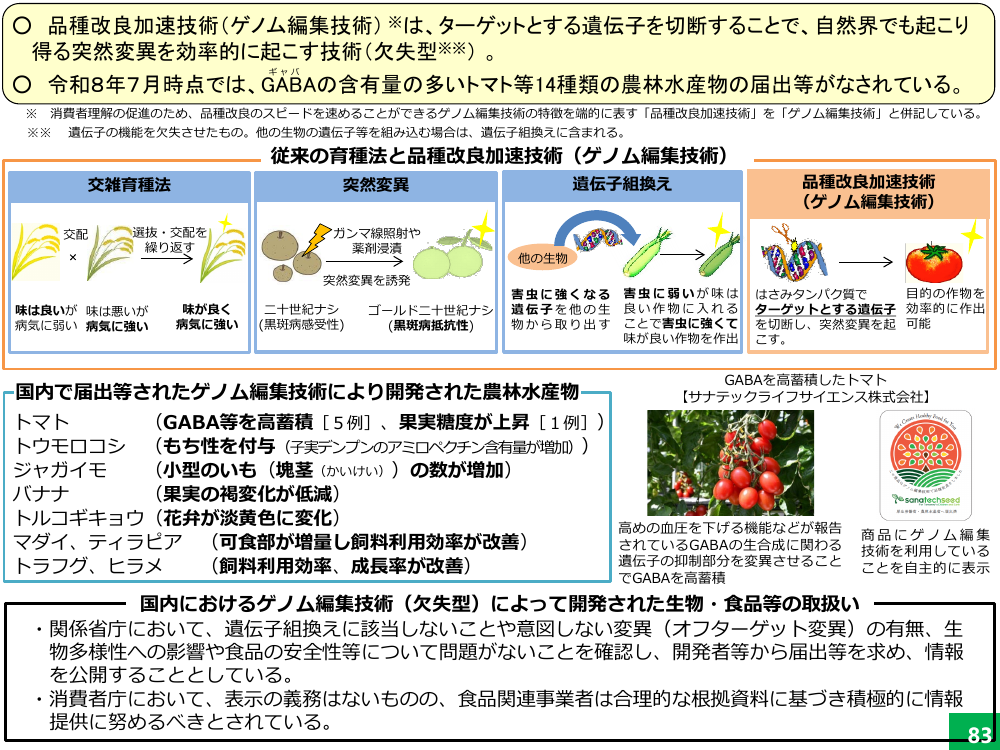 ○ 品種改良加速技術（ゲノム編集技術）※は、ターゲットとする遺伝子を切断することで、自然界でも起こり
得る突然変異を効率的に起こす技術（欠失型※※）。
○ 令和8年7月時点では、GABAの含有量の多いトマト等14種類の農林水産物の届出等がなされている。
ギャバ
※ 消費者理解の促進のため、品種改良のスピードを速めることができるゲノム編集技術の特徴を端的に表す「品種改良加速技術」を「ゲノム編集技術」と併記している。
※※ 遺伝子の機能を欠失させたもの。他の生物の遺伝子等を組み込む場合は、遺伝子組換えに含まれる。
従来の育種法と品種改良加速技術（ゲノム編集技術）
交雑育種法
交配
×
選抜・交配を
繰り返す
味は良いが
病気に弱い
味は悪いが
病気に強い
味が良く
病気に強い
突然変異
ガンマ線照射や
薬剤浸漬
突然変異を誘発
二十世紀ナシ
(黒斑病感受性)
ゴールド二十世紀ナシ
(黒斑病抵抗性)
遺伝子組換え
他の生物
害虫に強くなる
遺伝子を他の生
物から取り出す
害虫に弱いが味は
良い作物に入れる
ことで害虫に強くて
味が良い作物を作出
品種改良加速技術
（ゲノム編集技術）
はさみタンパク質で
ターゲットとする遺伝子
を切断し、突然変異を起
こす。
目的の作物を
効率的に作出
可能
国内で届出等されたゲノム編集技術により開発された農林水産物
トマト （GABA等を高蓄積［５例］、果実糖度が上昇［１例］）
トウモロコシ （もち性を付与（子実デンプンのアミロペクチン含有量が増加））
ジャガイモ （小型のいも（塊茎（かいけい））の数が増加）
バナナ （果実の褐変化が低減）
トルコギキョウ（花弁が淡黄色に変化）
マダイ、ティラピア （可食部が増量し飼料利用効率が改善）
トラフグ、ヒラメ （飼料利用効率、成長率が改善）
GABAを高蓄積したトマト
【サナテックライフサイエンス株式会社】
高めの血圧を下げる機能などが報告
されているGABAの生合成に関わる
遺伝子の抑制部分を変異させること
でGABAを高蓄積
We Create Healthy Food for You
sanatechseed
商品にゲノム編集
技術を利用している
ことを自主的に表示
国内におけるゲノム編集技術（欠失型）によって開発された生物・食品等の取扱い
・関係省庁において、遺伝子組換えに該当しないことや意図しない変異（オフターゲット変異）の有無、生
物多様性への影響や食品の安全性等について問題がないことを確認し、開発者等から届出等を求め、情報
を公開することとしている。
・消費者庁において、表示の義務はないものの、食品関連事業者は合理的な根拠資料に基づき積極的に情報
提供に努めるべきとされている。
83